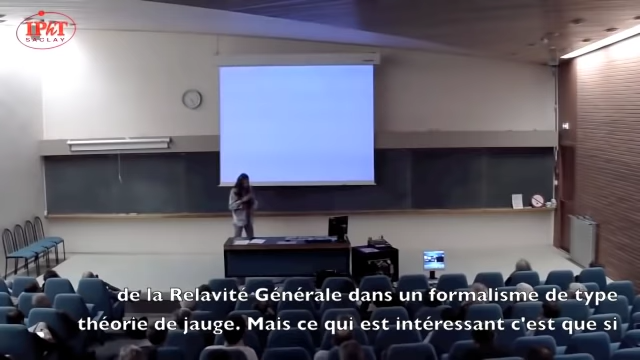 IPhT
SACLAY
de la Relavité Générale dans un formalisme de type
théorie de jauge. Mais ce qui est intéressant c'est que si